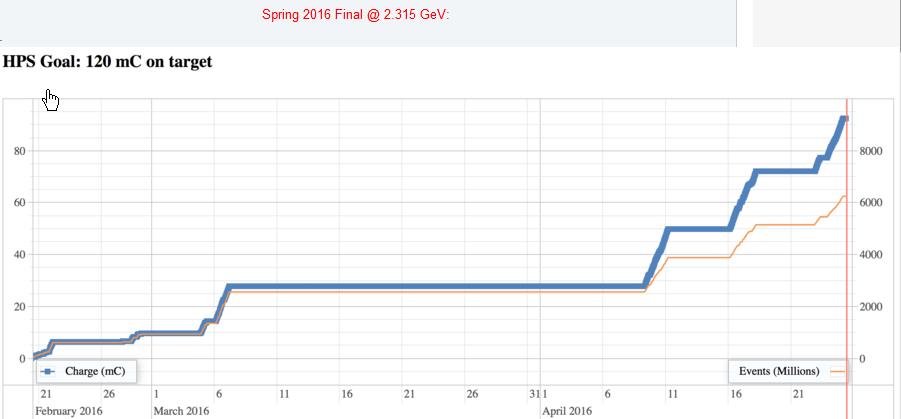 Spring 2016 Final @ 2.315 GeV:
HPS Goal: 120 mC on target
80 8000
60 6000
40 4000
20 2000
0 0
Charge (mC) Events (Millions)
21 26 1 6 11 16 21 26 31 1 6 11 16 21
February 2016 March 2016 April 2016